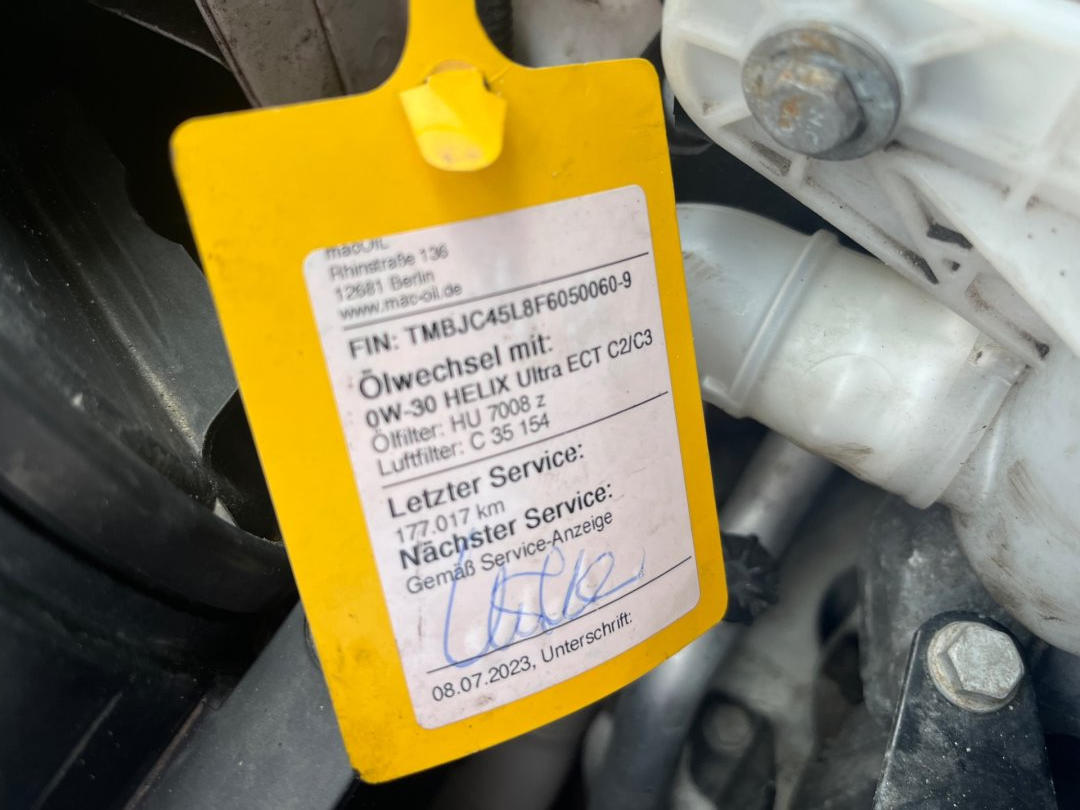 macOIL
Rhinstraße 136
12681 Berlin
www.mac-oil.de
FIN: TMBJC45L8F6050060-9
Ölwechsel mit:
0W-30 HELIX Ultra ECT C2/C3
Ölfilter: HU 7008 z
Luftfilter: C 35 154
Letzter Service:
177.017 km
Nächster Service:
Gemäß Service-Anzeige
08.07.2023, Unterschrift: